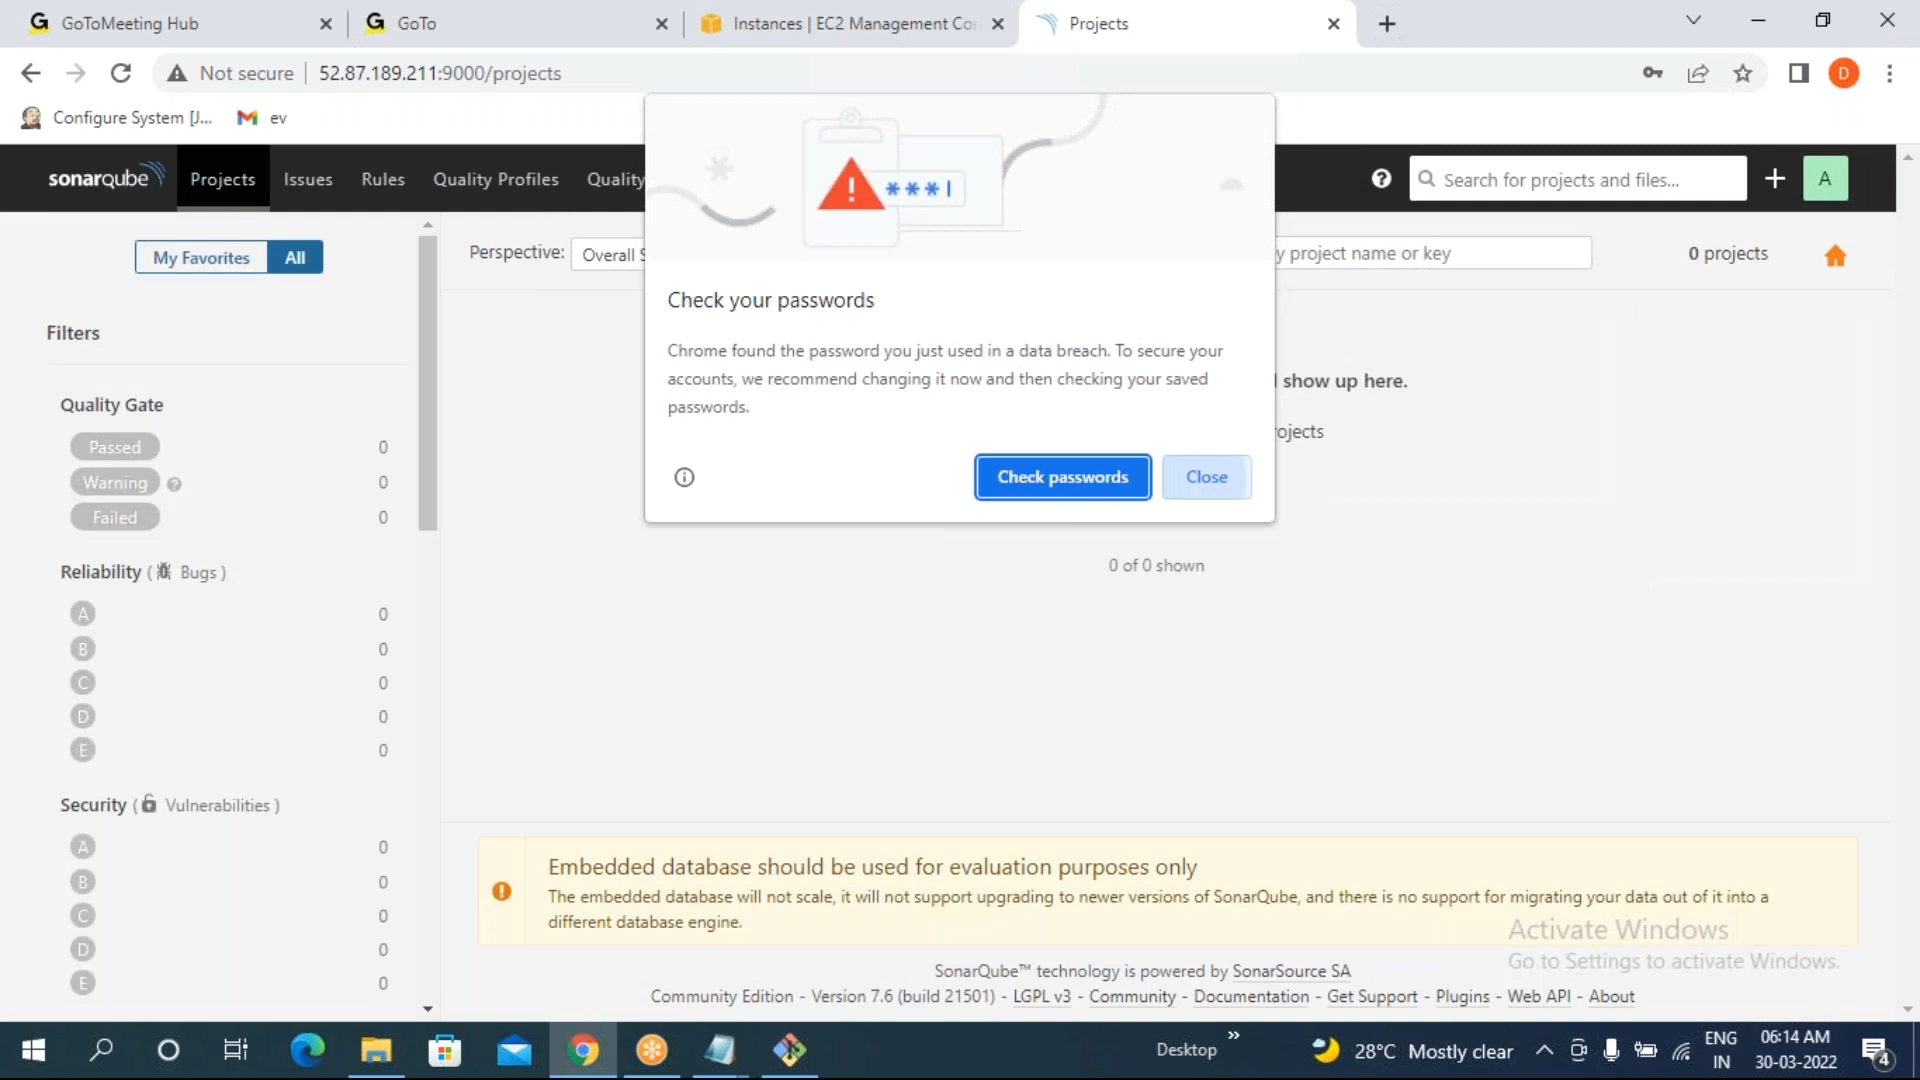 GoToMeeting Hub
GoTo
Instances | EC2 Management Con
Projects
Not secure
52.87.189.211:9000/projects
Configure System [J...
ev
D
sonarqube
Projects
Issues
Rules
Quality Profiles
Quality
Search for projects and files...
A
My Favorites
All
Perspective:
Overall S
y project name or key
0 projects
Filters
Quality Gate
Passed 0
Warning 0
Failed 0
Reliability ( Bugs )
A 0
B 0
C 0
D 0
E 0
Security ( Vulnerabilities )
A 0
B 0
C 0
D 0
E 0
***|
Check your passwords
Chrome found the password you just used in a data breach. To secure your
accounts, we recommend changing it now and then checking your saved
passwords.
Check passwords
Close
show up here.
ojects
0 of 0 shown
Embedded database should be used for evaluation purposes only
The embedded database will not scale, it will not support upgrading to newer versions of SonarQube, and there is no support for migrating your data out of it into a
different database engine.
Activate Windows
Go to Settings to activate Windows.
SonarQube™ technology is powered by SonarSource SA
Community Edition - Version 7.6 (build 21501) - LGPL v3 - Community - Documentation - Get Support - Plugins - Web API - About
Desktop
28°C Mostly clear
ENG
IN
06:14 AM
30-03-2022
4